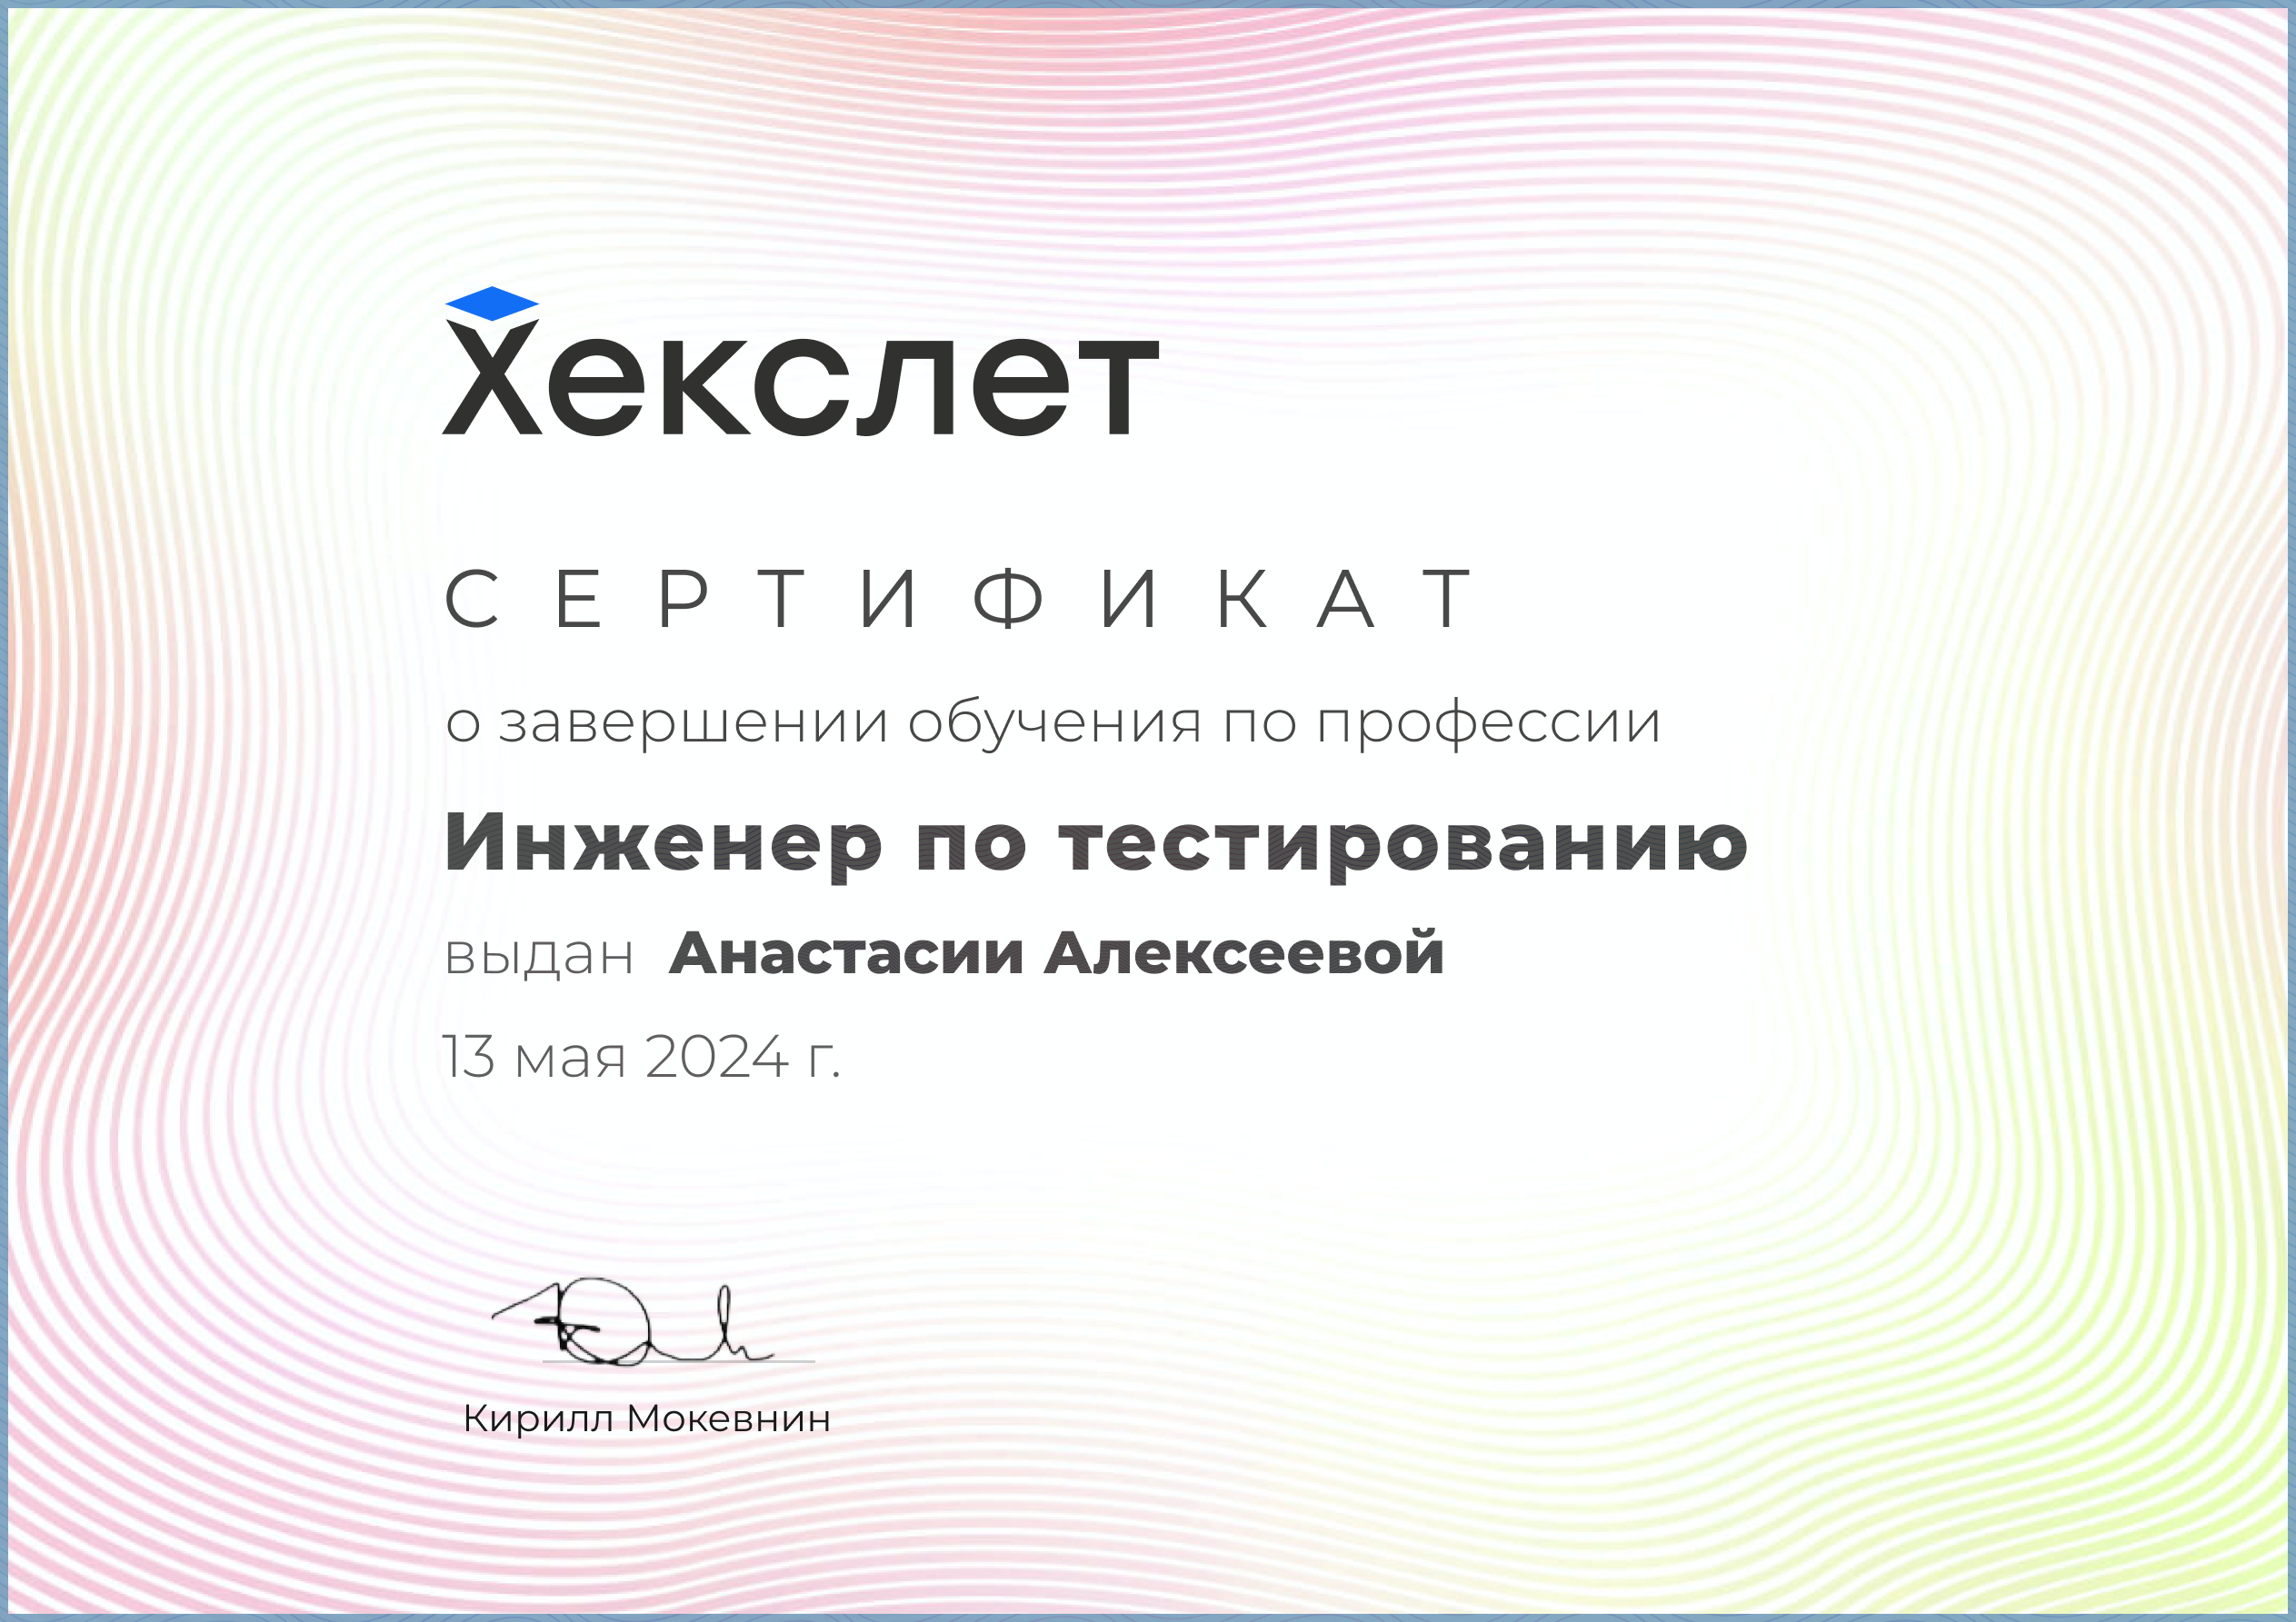 Хекслет
СЕРТИФИКАТ
о завершении обучения по профессии
Инженер по тестированию
выдан Анастасии Алексеевой
13 мая 2024 г.
Кирилл Мокевнин